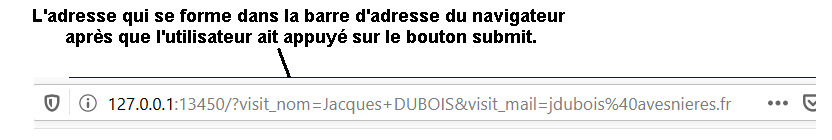 L'adresse qui se forme dans la barre d'adresse du navigateur
après que l'utilisateur ait appuyé sur le bouton submit.
127.0.0.1:13450/?visit_nom=Jacques+DUBOIS&visit_mail=jdubois%40avesnieres.fr